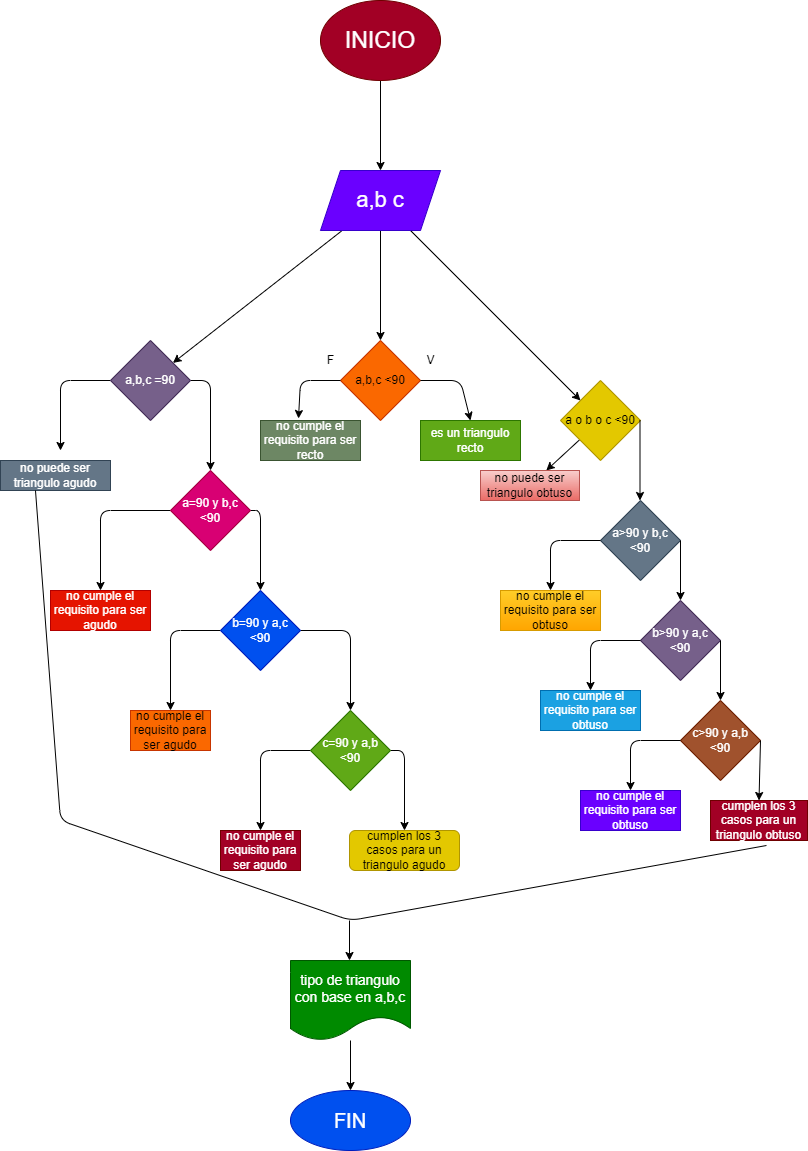 INICIO
a,b c
a,b,c =90
F
V
a,b,c <90
a o b o c <90
no cumple el
requisito para ser
recto
es un triangulo
recto
no puede ser
triangulo agudo
no puede ser
triangulo obtuso
a=90 y b,c
<90
a>90 y b,c
<90
no cumple el
requisito para ser
agudo
no cumple el
requisito para ser
obtuso
b=90 y a,c
<90
b>90 y a,c
<90
no cumple el
requisito para
ser agudo
no cumple el
requisito para ser
obtuso
c=90 y a,b
<90
c>90 y a,b
<90
no cumple el
requisito para
ser agudo
cumplen los 3
casos para un
triangulo agudo
no cumple el
requisito para ser
obtuso
cumplen los 3
casos para un
triangulo obtuso
tipo de triangulo
con base en a,b,c
FIN